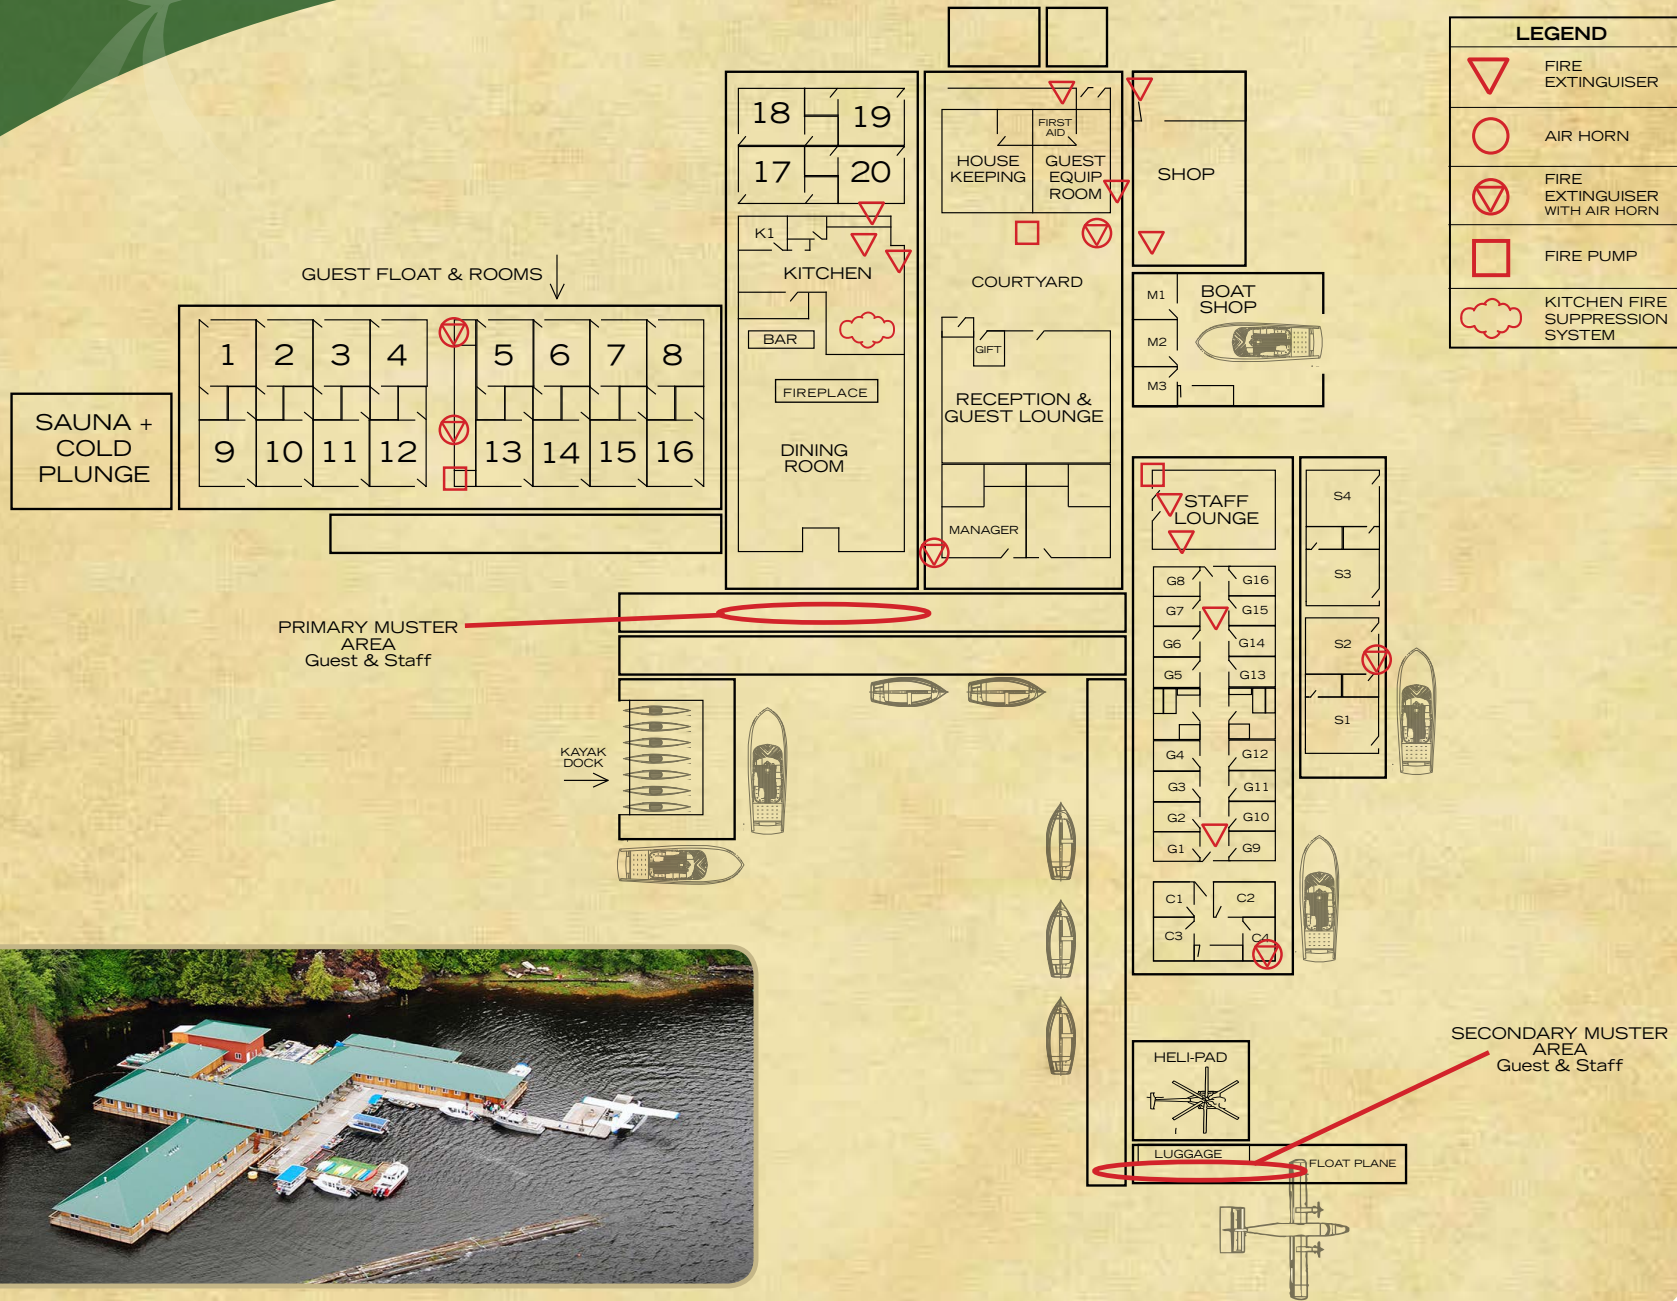 LEGEND
FIRE
EXTINGUISER
AIR HORN
FIRE
EXTINGUISER
WITH AIR HORN
FIRE PUMP
KITCHEN FIRE
SUPPRESSION
SYSTEM
18
19
17
20
K1
KITCHEN
BAR
FIREPLACE
DINING
ROOM
FIRST
AID
HOUSE
KEEPING
GUEST
EQUIP
ROOM
COURTYARD
GIFT
RECEPTION &
GUEST LOUNGE
MANAGER
SHOP
M1
M2
M3
BOAT
SHOP
GUEST FLOAT & ROOMS
1
2
3
4
5
6
7
8
9
10
11
12
13
14
15
16
SAUNA +
COLD
PLUNGE
STAFF
LOUNGE
S4
S3
S2
S1
G8
G16
G7
G15
G6
G14
G5
G13
G4
G12
G3
G11
G2
G10
G1
G9
C1
C2
C3
C4
PRIMARY MUSTER
AREA
Guest & Staff
KAYAK
DOCK
HELI-PAD
LUGGAGE
FLOAT PLANE
SECONDARY MUSTER
AREA
Guest & Staff